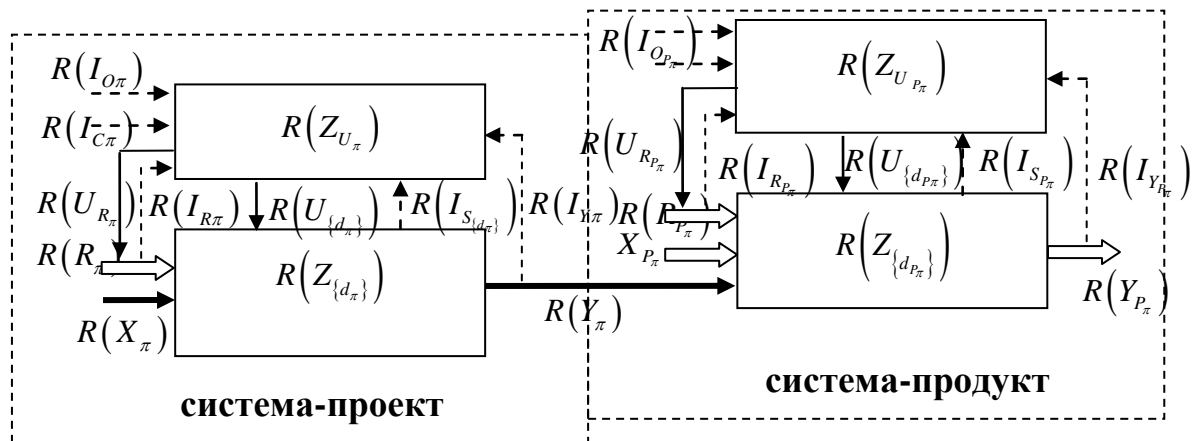 R(I_{Oπ})
R(I_{Cπ})
R(Z_{U_π})
R(U_{R_π})
R(I_{Rπ})
R(U_{\{d_π\}})
R(I_{S_{\{d_π\}}})
R(I_{Yπ})
R(R_π)
R(Z_{\{d_π\}})
R(X_π)
R(Y_π)
система-проект
R(I_{O_{P_π}})
R(Z_{U_{P_π}})
R(U_{R_{P_π}})
R(I_{R_{P_π}})
R(U_{\{d_{Pπ}\}})
R(I_{S_{P_π}})
R(I_{Y_{P_π}})
R(R_{P_π})
X_{P_π}
R(Z_{\{d_{P_π}\}})
R(Y_{P_π})
система-продукт